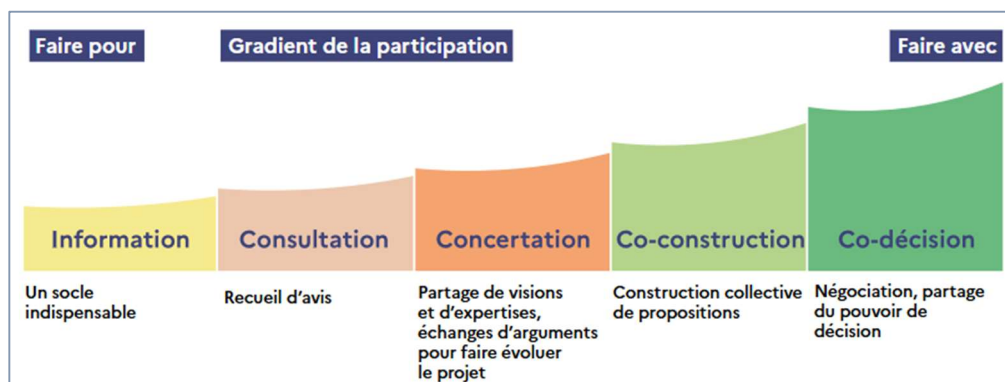 Faire pour
Gradient de la participation
Faire avec
Information
Consultation
Concertation
Co-construction
Co-décision
Un socle
indispensable
Recueil d’avis
Partage de visions
et d’expertises,
échanges d’arguments
pour faire évoluer
le projet
Construction collective
de propositions
Négociation, partage
du pouvoir de
décision